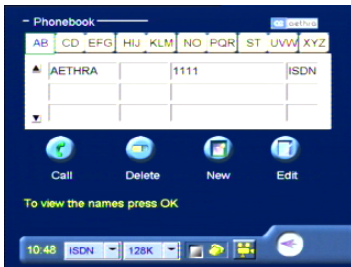 Phonebook aethra
AB CD EFG HIJ KLM NO PQR ST UVW XYZ
AETHRA 1111 ISDN
Call Delete New Edit
To view the names press OK
10:48 ISDN 128K